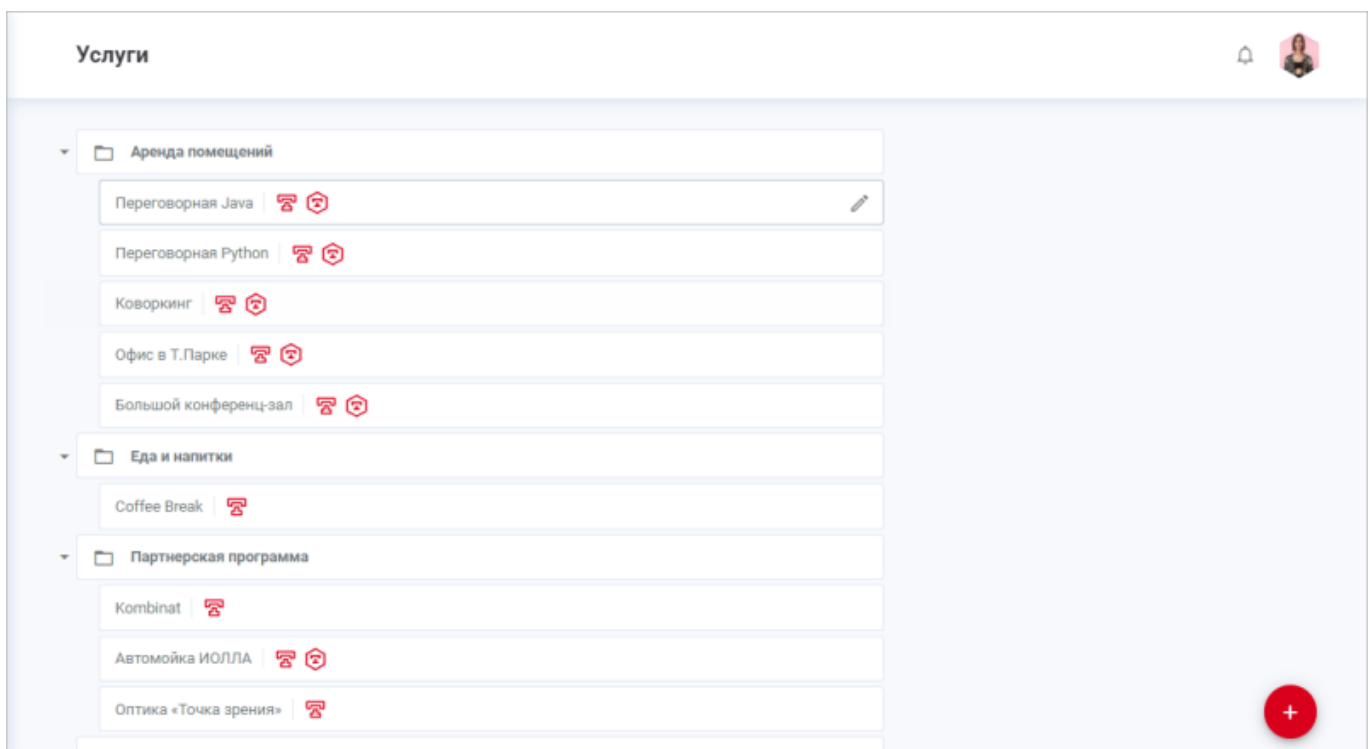 Услуги
Аренда помещений
Переговорная Java
Переговорная Python
Коворкинг
Офис в Т.Парке
Большой конференц-зал
Еда и напитки
Coffee Break
Партнерская программа
Kombinat
Автомойка ИОЛЛА
Оптика «Точка зрения»